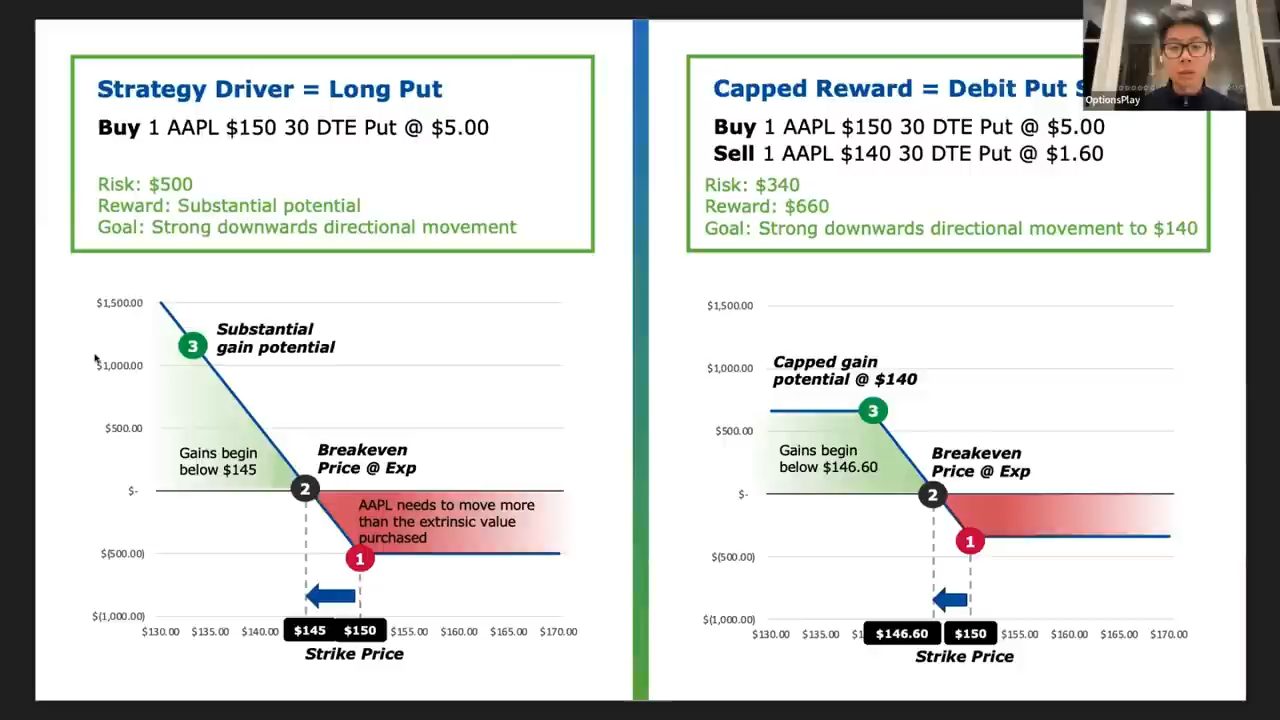 Strategy Driver = Long Put
Buy 1 AAPL $150 30 DTE Put @ $5.00
Risk: $500
Reward: Substantial potential
Goal: Strong downwards directional movement
$1,500.00
$1,000.00
$500.00
$-
$(500.00)
$(1,000.00)
3
Substantial
gain potential
Gains begin
below $145
Breakeven
Price @ Exp
2
AAPL needs to move more
than the extrinsic value
purchased
1
$130.00 $135.00 $140.00 $145 $150 $155.00 $160.00 $165.00 $170.00
Strike Price
Capped Reward = Debit Put S
Buy 1 AAPL $150 30 DTE Put @ $5.00
Sell 1 AAPL $140 30 DTE Put @ $1.60
Risk: $340
Reward: $660
Goal: Strong downwards directional movement to $140
$1,500.00
$1,000.00
$500.00
$-
$(500.00)
$(1,000.00)
Capped gain
potential @ $140
3
Gains begin
below $146.60
Breakeven
Price @ Exp
2
1
$130.00 $135.00 $146.60 $150 $155.00 $160.00 $165.00 $170.00
Strike Price
OptionsPlay